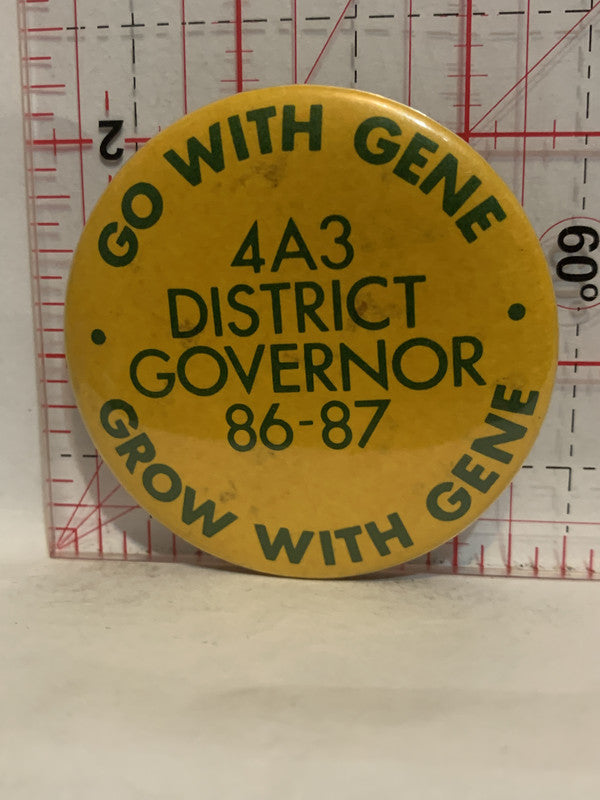 GO WITH GENE
4A3
DISTRICT
GOVERNOR
86-87
GROW WITH GENE
2
60°